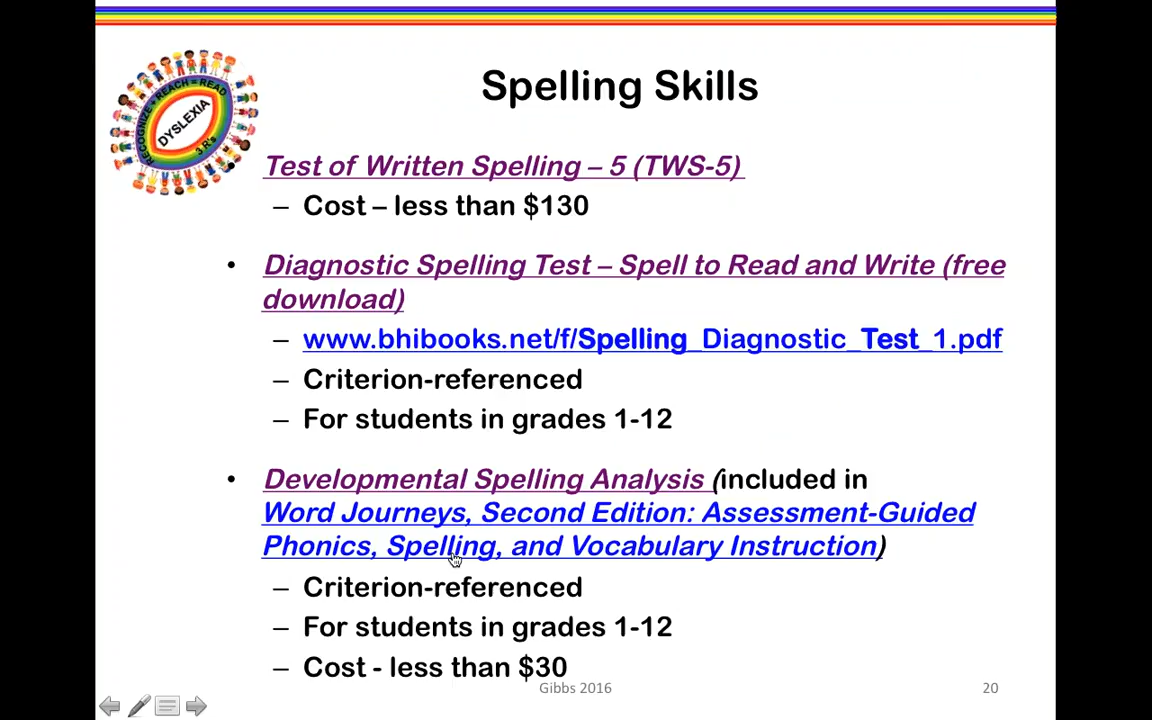 Spelling Skills
RECOGNIZE + REACH = READ
DYSLEXIA
3 R's
• Test of Written Spelling – 5 (TWS-5)
– Cost – less than $130
• Diagnostic Spelling Test – Spell to Read and Write (free
download)
– www.bhibooks.net/f/Spelling_Diagnostic_Test_1.pdf
– Criterion-referenced
– For students in grades 1-12
• Developmental Spelling Analysis (included in
Word Journeys, Second Edition: Assessment-Guided
Phonics, Spelling, and Vocabulary Instruction)
– Criterion-referenced
– For students in grades 1-12
– Cost - less than $30
Gibbs 2016
20